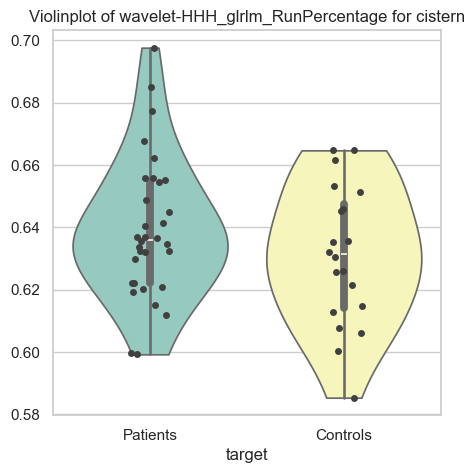 Violinplot of wavelet-HHH_glrlm_RunPercentage for cistern
0.70
0.68
0.66
0.64
0.62
0.60
0.58
Patients Controls
target